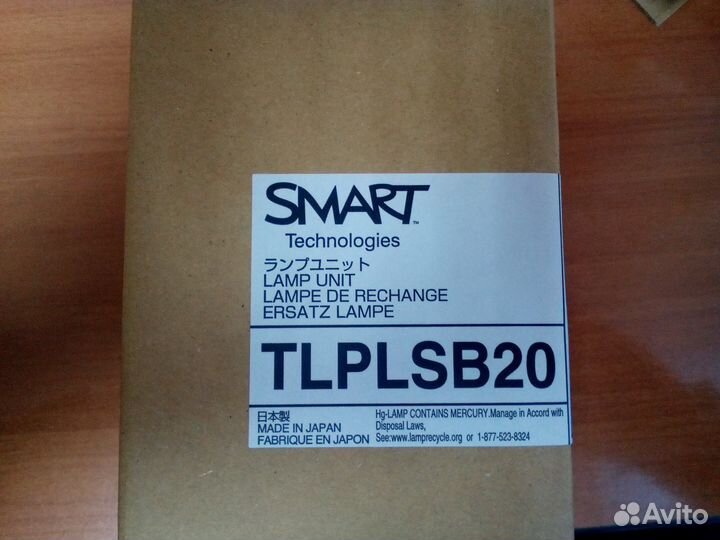 SMART™
Technologies
ランプユニット
LAMP UNIT
LAMPE DE RECHANGE
ERSATZ LAMPE
TLPLSB20
日本製
MADE IN JAPAN
FABRIQUE EN JAPON
Hg-LAMP CONTAINS MERCURY.Manage in Accord with
Disposal Laws,
See:www.lamprecycle.org or 1-877-523-8324
Avito